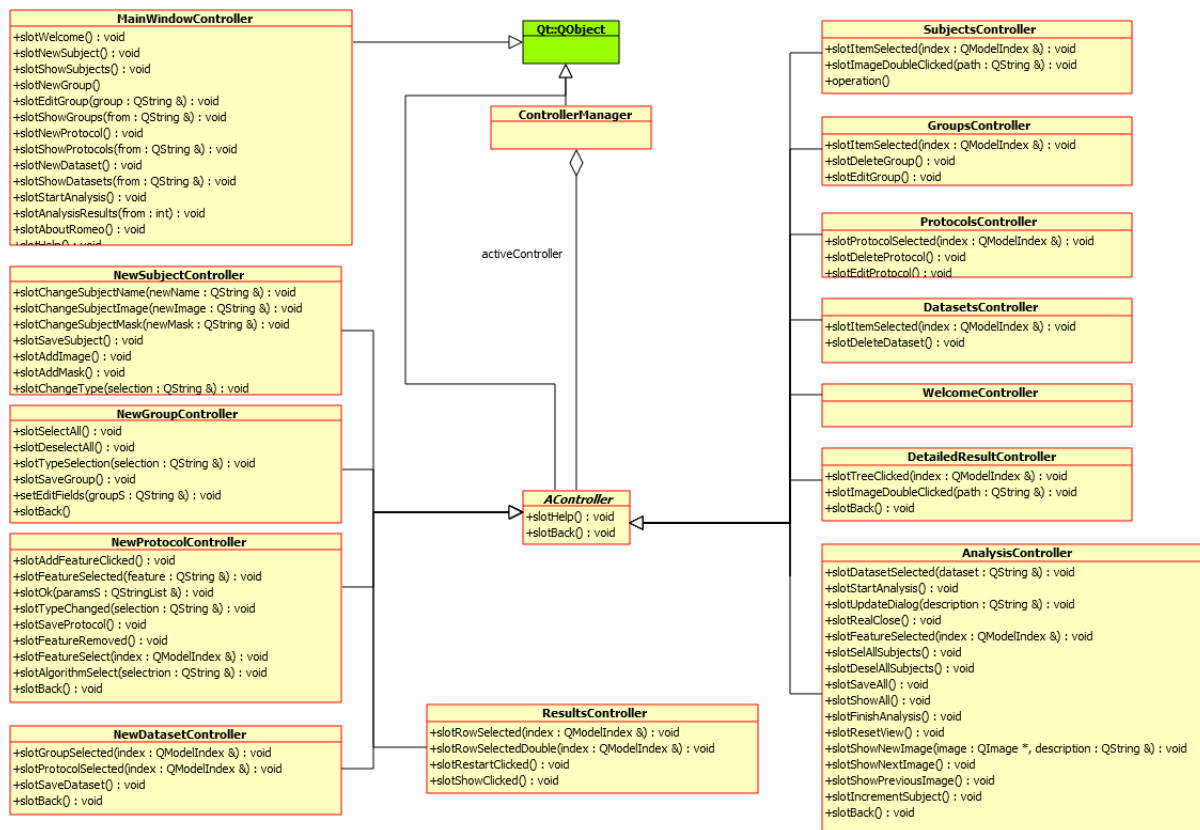 MainWindowController
+slotWelcome() : void
+slotNewSubject() : void
+slotShowSubjects() : void
+slotNewGroup()
+slotEditGroup(group : QString &) : void
+slotShowGroups(from : QString &) : void
+slotNewProtocol() : void
+slotShowProtocols(from : QString &) : void
+slotNewDataset() : void
+slotShowDatasets(from : QString &) : void
+slotStartAnalysis() : void
+slotAnalysisResults(from : int) : void
+slotAboutRomeo() : void
+slotHelp() : void
NewSubjectController
+slotChangeSubjectName(newName : QString &) : void
+slotChangeSubjectImage(newImage : QString &) : void
+slotChangeSubjectMask(newMask : QString &) : void
+slotSaveSubject() : void
+slotAddImage() : void
+slotAddMask() : void
+slotChangeType(selection : QString &) : void
NewGroupController
+slotSelectAll() : void
+slotDeselectAll() : void
+slotTypeSelection(selection : QString &) : void
+slotSaveGroup() : void
+setEditFields(groupS : QString &) : void
+slotBack()
NewProtocolController
+slotAddFeatureClicked() : void
+slotFeatureSelected(feature : QString &) : void
+slotOk(paramsS : QStringList &) : void
+slotTypeChanged(selection : QString &) : void
+slotSaveProtocol() : void
+slotFeatureRemoved() : void
+slotFeatureSelect(index : QModelIndex &) : void
+slotAlgorithmSelect(selectrion : QString &) : void
+slotBack() : void
NewDatasetController
+slotGroupSelected(index : QModelIndex &) : void
+slotProtocolSelected(index : QModelIndex &) : void
+slotSaveDataset() : void
+slotBack() : void
Qt::QObject
ControllerManager
activeController
AController
+slotHelp() : void
+slotBack() : void
ResultsController
+slotRowSelected(index : QModelIndex &) : void
+slotRowSelectedDouble(index : QModelIndex &) : void
+slotRestartClicked() : void
+slotShowClicked() : void
SubjectsController
+slotItemSelected(index : QModelIndex &) : void
+slotImageDoubleClicked(path : QString &) : void
+operation()
GroupsController
+slotItemSelected(index : QModelIndex &) : void
+slotDeleteGroup() : void
+slotEditGroup() : void
ProtocolsController
+slotProtocolSelected(index : QModelIndex &) : void
+slotDeleteProtocol() : void
+slotEditProtocol() : void
DatasetsController
+slotItemSelected(index : QModelIndex &) : void
+slotDeleteDataset() : void
WelcomeController
DetailedResultController
+slotTreeClicked(index : QModelIndex &) : void
+slotImageDoubleClicked(path : QString &) : void
+slotBack() : void
AnalysisController
+slotDatasetSelected(dataset : QString &) : void
+slotStartAnalysis() : void
+slotUpdateDialog(description : QString &) : void
+slotRealClose() : void
+slotFeatureSelected(index : QModelIndex &) : void
+slotSelAllSubjects() : void
+slotDeselAllSubjects() : void
+slotSaveAll() : void
+slotShowAll() : void
+slotFinishAnalysis() : void
+slotResetView() : void
+slotShowNewImage(image : QImage *, description : QString &) : void
+slotShowNextImage() : void
+slotShowPreviousImage() : void
+slotIncrementSubject() : void
+slotBack() : void